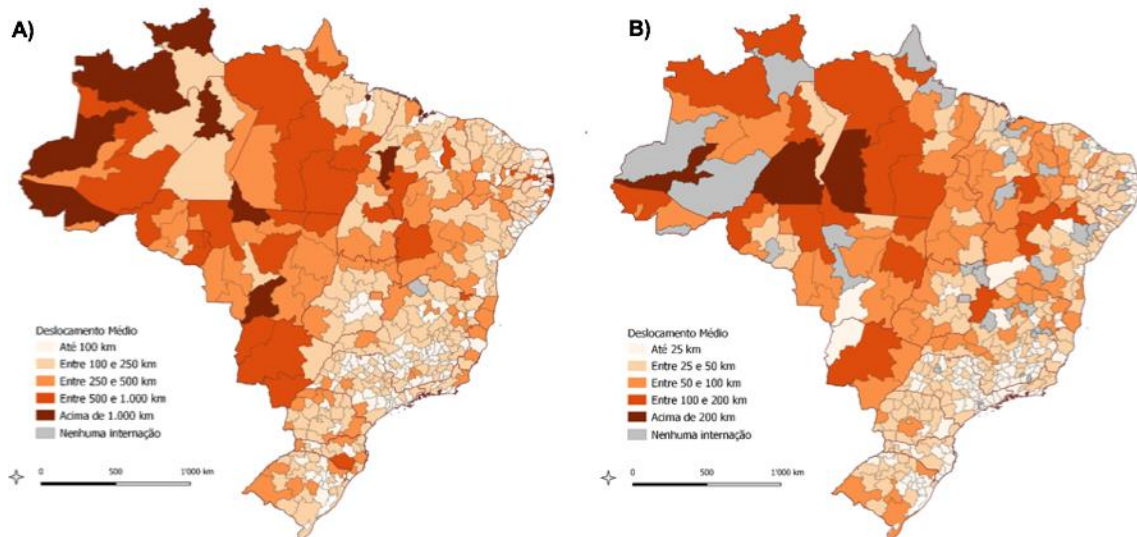 A)
Deslocamento Médio
Até 100 km
Entre 100 e 250 km
Entre 250 e 500 km
Entre 500 e 1.000 km
Acima de 1.000 km
Nenhuma internação
0 500 1'000 km
B)
Deslocamento Médio
Até 25 km
Entre 25 e 50 km
Entre 50 e 100 km
Entre 100 e 200 km
Acima de 200 km
Nenhuma internação
0 500 1'000 km